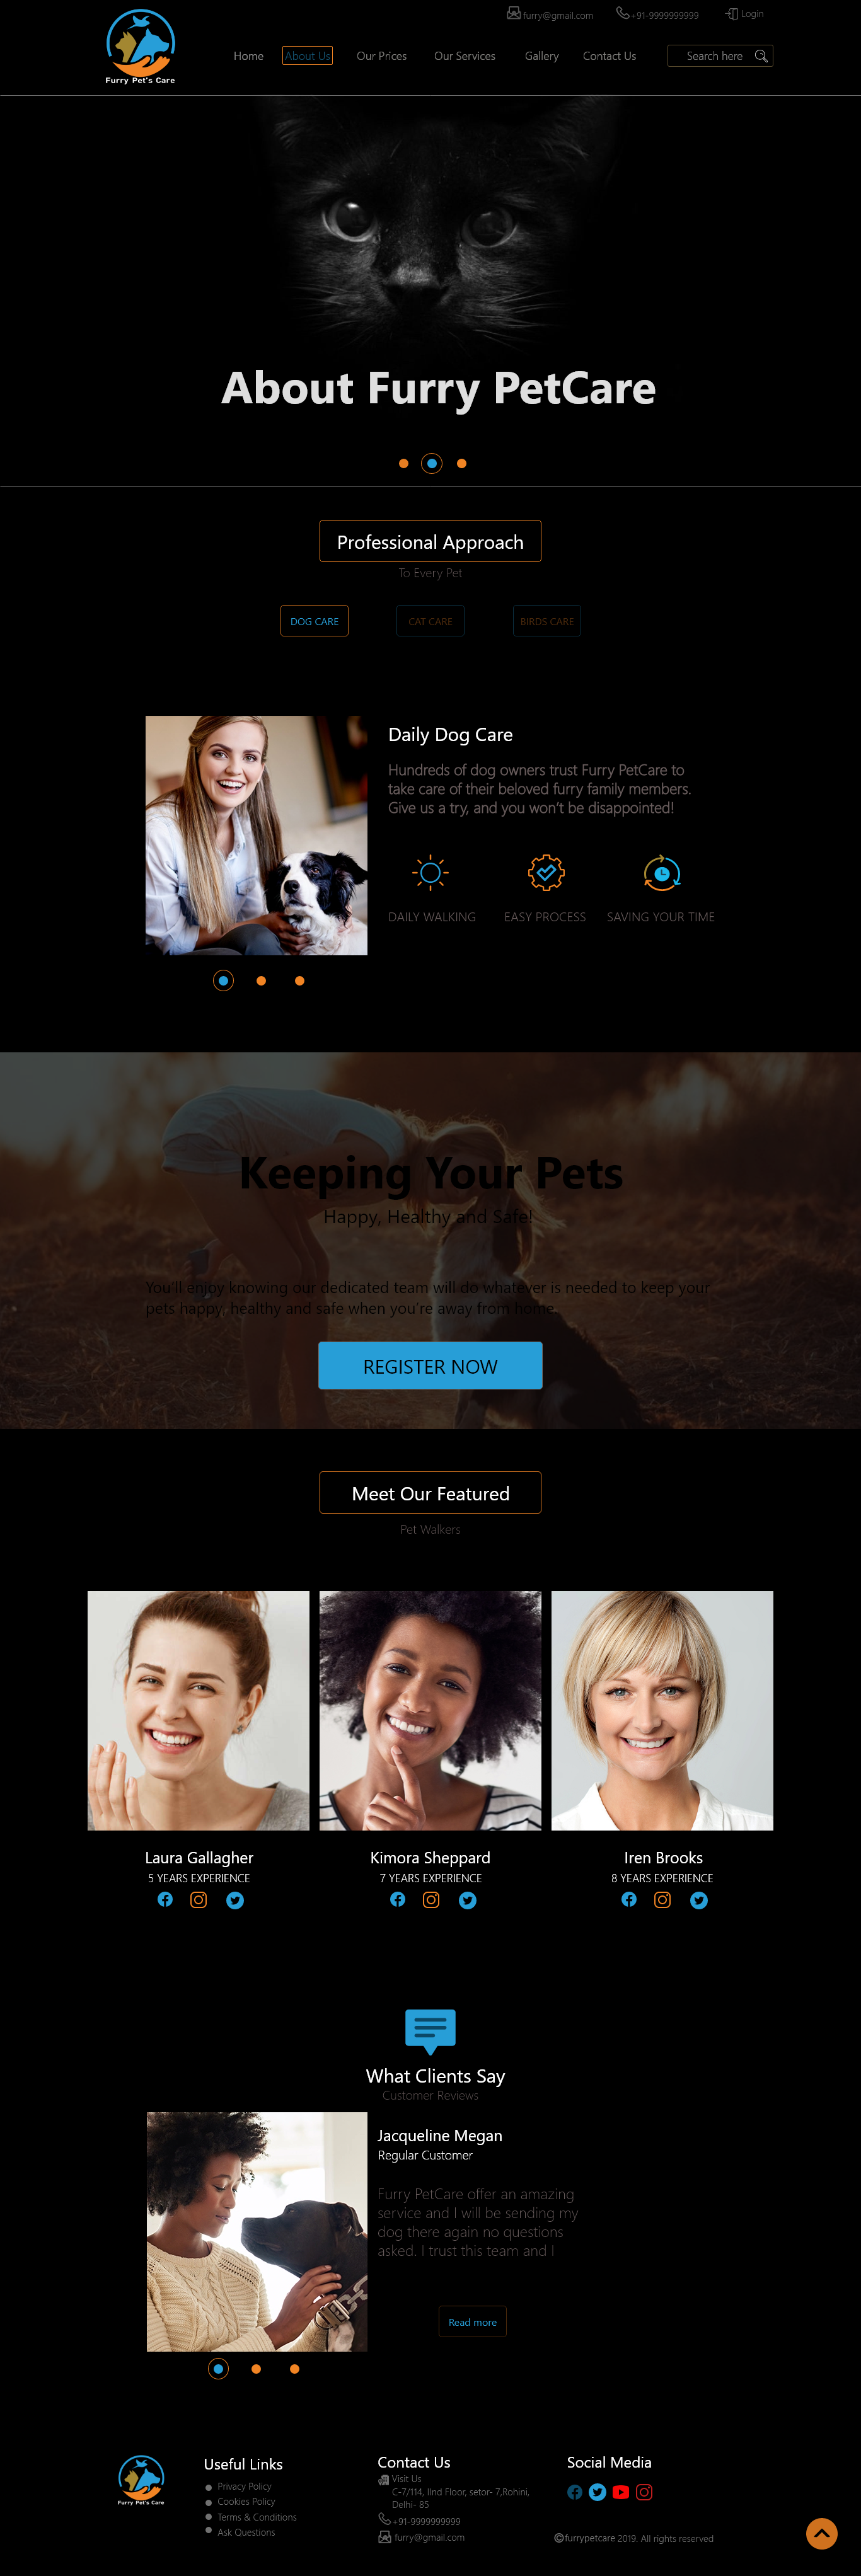 furry@gmail.com
+91-9999999999
Login
Furry Pet's Care
Home
About Us
Our Prices
Our Services
Gallery
Contact Us
Search here
About Furry PetCare
Professional Approach
To Every Pet
DOG CARE
CAT CARE
BIRDS CARE
Daily Dog Care
Hundreds of dog owners trust Furry PetCare to
take care of their beloved furry family members.
Give us a try, and you won't be disappointed!
DAILY WALKING
EASY PROCESS
SAVING YOUR TIME
Keeping Your Pets
Happy, Healthy and Safe!
You'll enjoy knowing our dedicated team will do whatever is needed to keep your
pets happy, healthy and safe when you're away from home.
REGISTER NOW
Meet Our Featured
Pet Walkers
Laura Gallagher
5 YEARS EXPERIENCE
Kimora Sheppard
7 YEARS EXPERIENCE
Iren Brooks
8 YEARS EXPERIENCE
What Clients Say
Customer Reviews
Jacqueline Megan
Regular Customer
Furry PetCare offer an amazing
service and I will be sending my
dog there again no questions
asked. I trust this team and I
Read more
Furry Pet's Care
Useful Links
Privacy Policy
Cookies Policy
Terms & Conditions
Ask Questions
Contact Us
Visit Us
C-7/114, IInd Floor, setor- 7,Rohini,
Delhi- 85
+91-9999999999
furry@gmail.com
Social Media
©furrypetcare 2019. All rights reserved